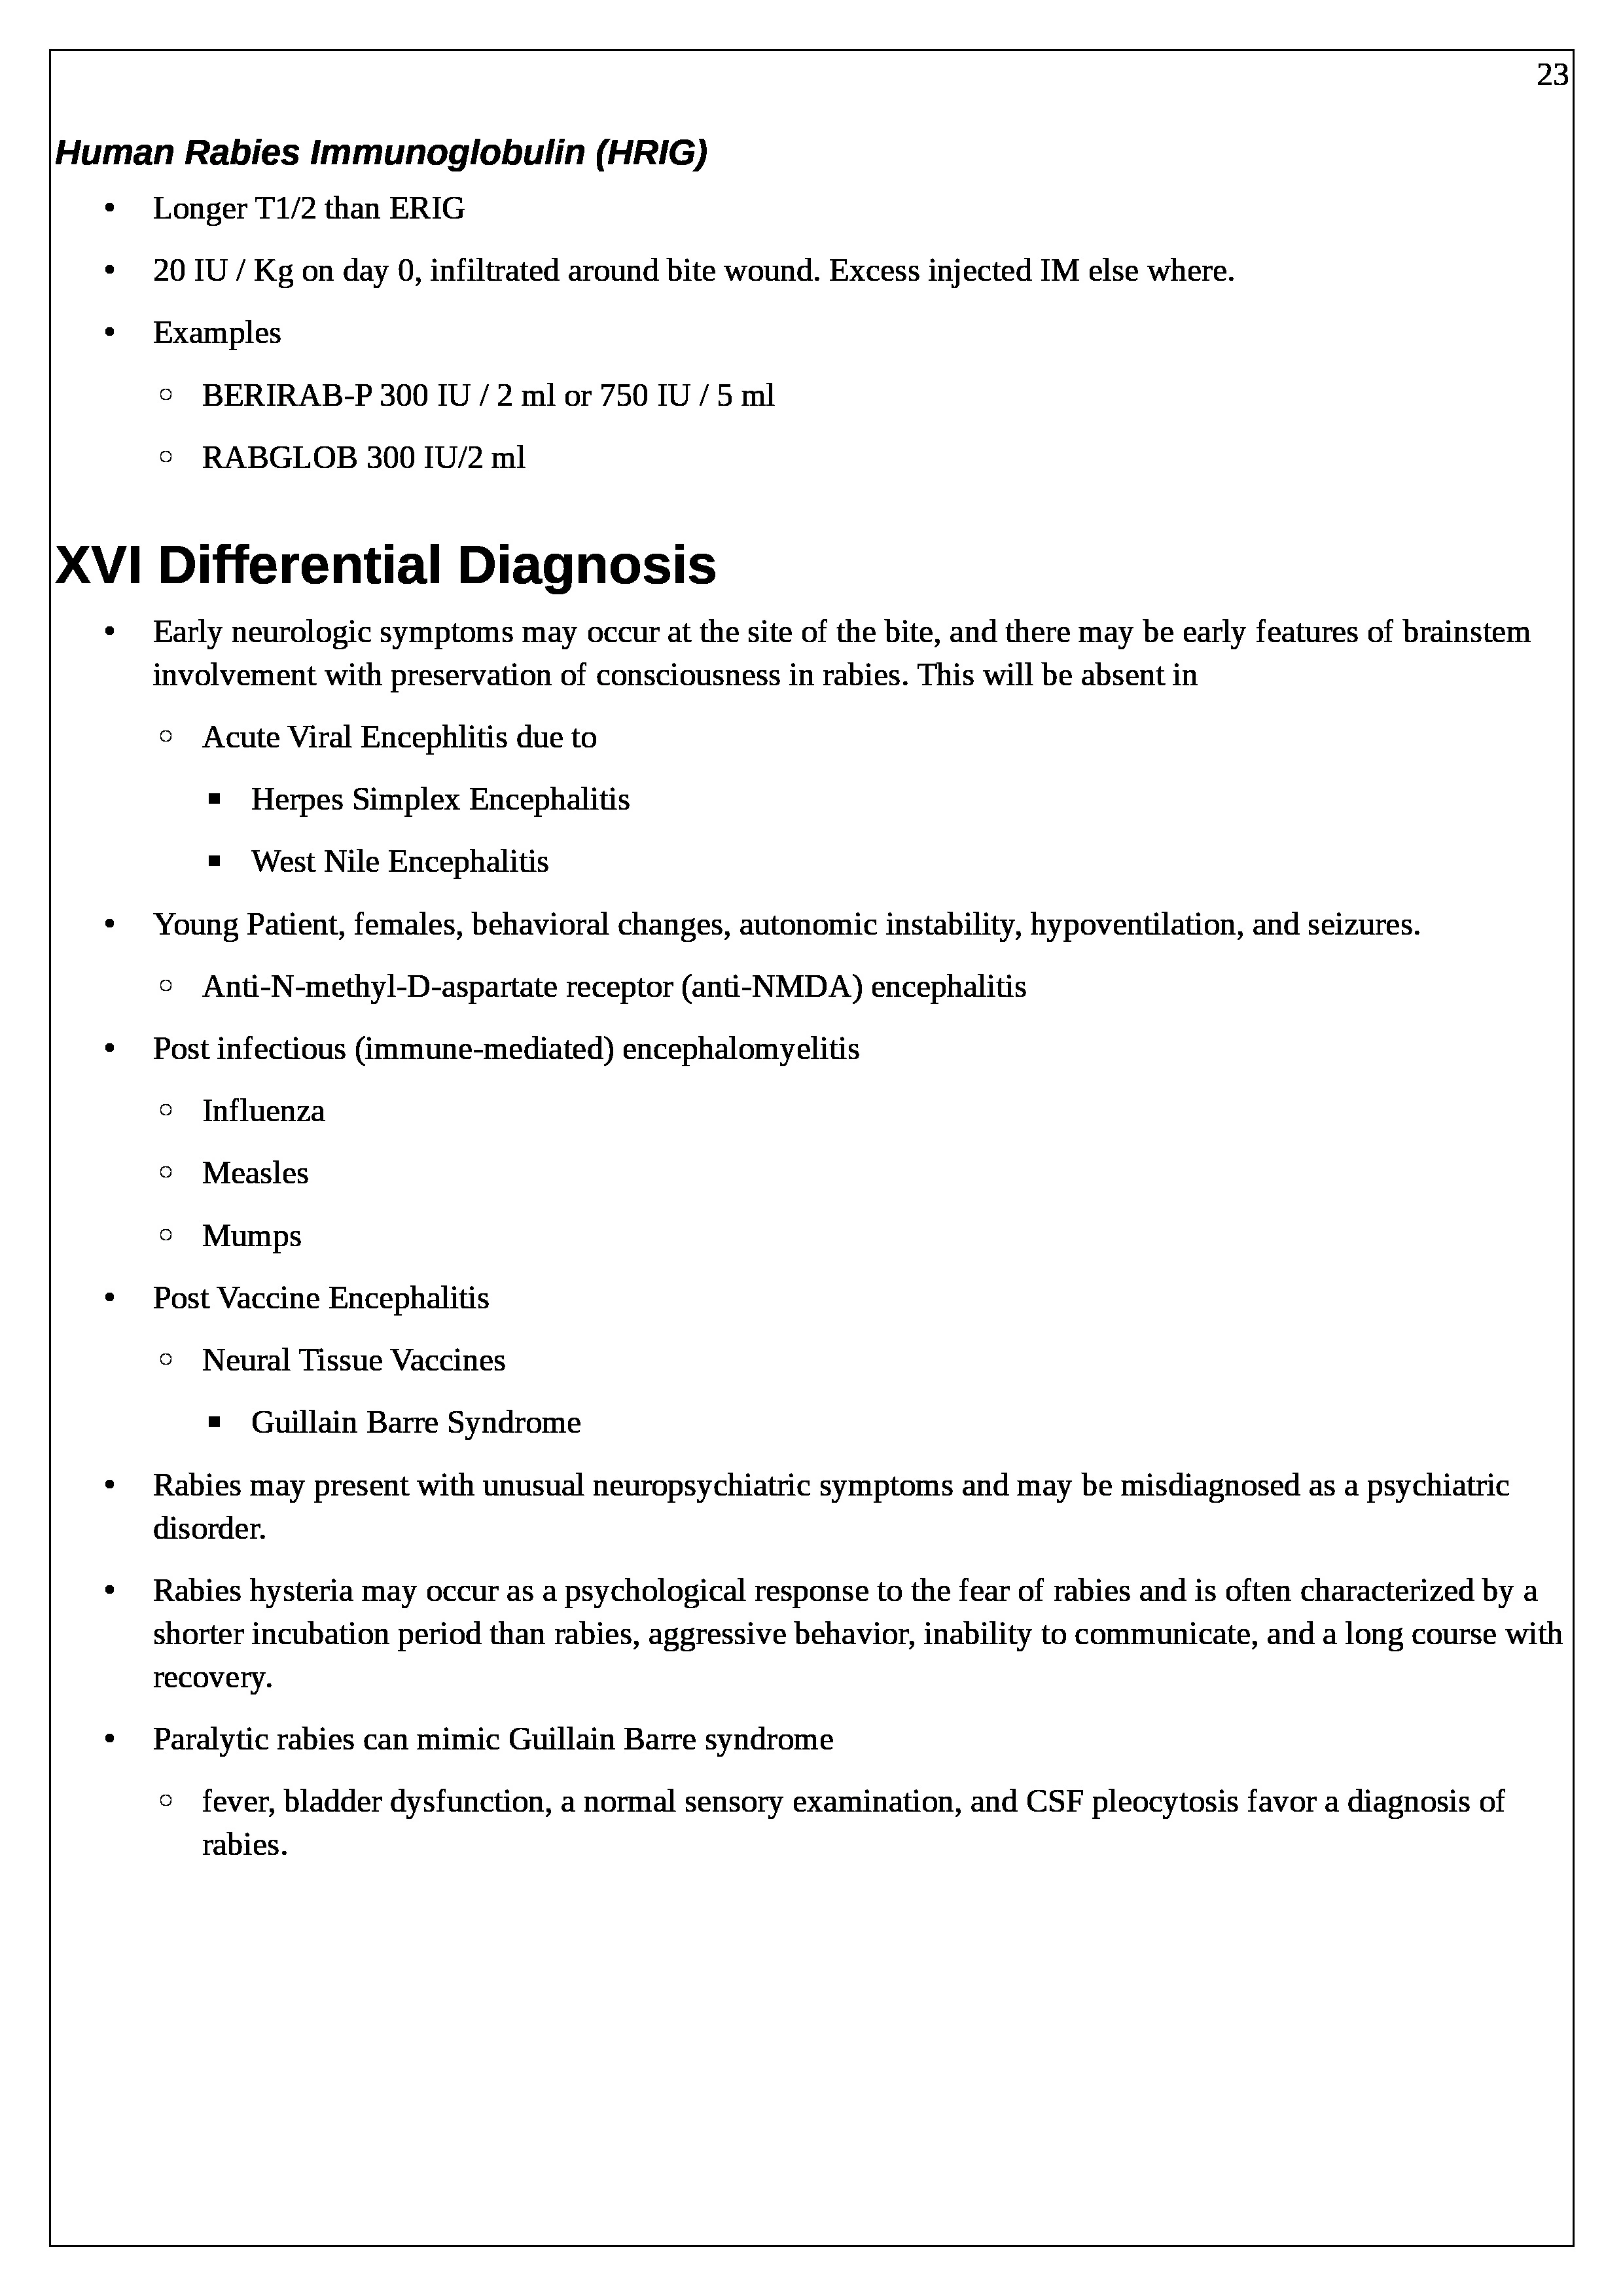 23
Human Rabies Immunoglobulin (HRIG)
• Longer T1/2 than ERIG
• 20 IU / Kg on day 0, infiltrated around bite wound. Excess injected IM else where.
• Examples
○ BERIRAB-P 300 IU / 2 ml or 750 IU / 5 ml
○ RABGLOB 300 IU/2 ml
XVI Differential Diagnosis
• Early neurologic symptoms may occur at the site of the bite, and there may be early features of brainstem
involvement with preservation of consciousness in rabies. This will be absent in
○ Acute Viral Encephlitis due to
▪ Herpes Simplex Encephalitis
▪ West Nile Encephalitis
• Young Patient, females, behavioral changes, autonomic instability, hypoventilation, and seizures.
○ Anti-N-methyl-D-aspartate receptor (anti-NMDA) encephalitis
• Post infectious (immune-mediated) encephalomyelitis
○ Influenza
○ Measles
○ Mumps
• Post Vaccine Encephalitis
○ Neural Tissue Vaccines
▪ Guillain Barre Syndrome
• Rabies may present with unusual neuropsychiatric symptoms and may be misdiagnosed as a psychiatric
disorder.
• Rabies hysteria may occur as a psychological response to the fear of rabies and is often characterized by a
shorter incubation period than rabies, aggressive behavior, inability to communicate, and a long course with
recovery.
• Paralytic rabies can mimic Guillain Barre syndrome
○ fever, bladder dysfunction, a normal sensory examination, and CSF pleocytosis favor a diagnosis of
rabies.